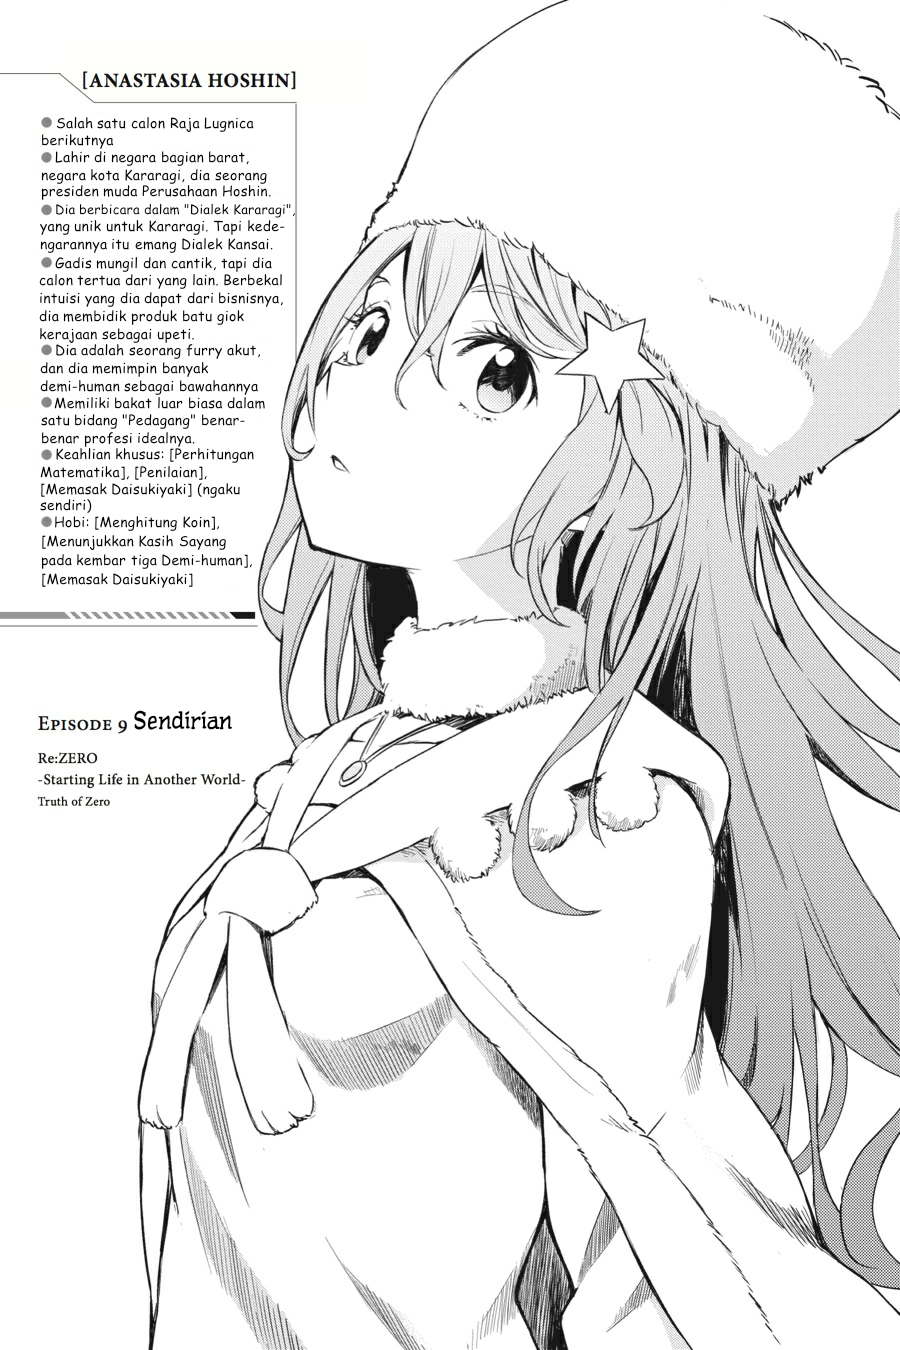 [ANASTASIA HOSHIN]
● Salah satu calon Raja Lugnica
berikutnya
● Lahir di negara bagian barat,
negara kota Kararagi, dia seorang
presiden muda Perusahaan Hoshin.
● Dia berbicara dalam "Dialek Kararagi",
yang unik untuk Kararagi. Tapi kede-
ngarannya itu emang Dialek Kansai.
● Gadis mungil dan cantik, tapi dia
calon tertua dari yang lain. Berbekal
intuisi yang dia dapat dari bisnisnya,
dia membidik produk batu giok
kerajaan sebagai upeti.
● Dia adalah seorang furry akut,
dan dia memimpin banyak
demi-human sebagai bawahannya
● Memiliki bakat luar biasa dalam
satu bidang "Pedagang" benar-
benar profesi idealnya.
● Keahlian khusus: [Perhitungan
Matematika], [Penilaian],
[Memasak Daisukiyaki] (ngaku
sendiri)
● Hobi: [Menghitung Koin],
[Menunjukkan Kasih Sayang
pada kembar tiga Demi-human],
[Memasak Daisukiyaki]
Episode 9 Sendirian
Re:ZERO
-Starting Life in Another World-
Truth of Zero